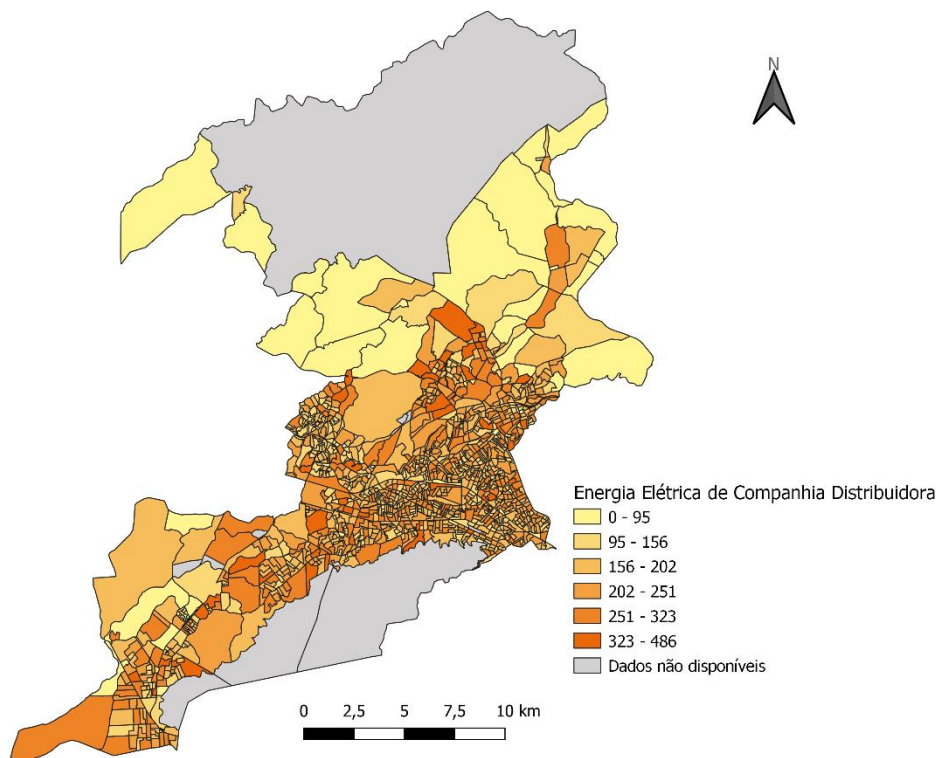 N
Energia Elétrica de Companhia Distribuidora
0 - 95
95 - 156
156 - 202
202 - 251
251 - 323
323 - 486
Dados não disponíveis
0 2,5 5 7,5 10 km